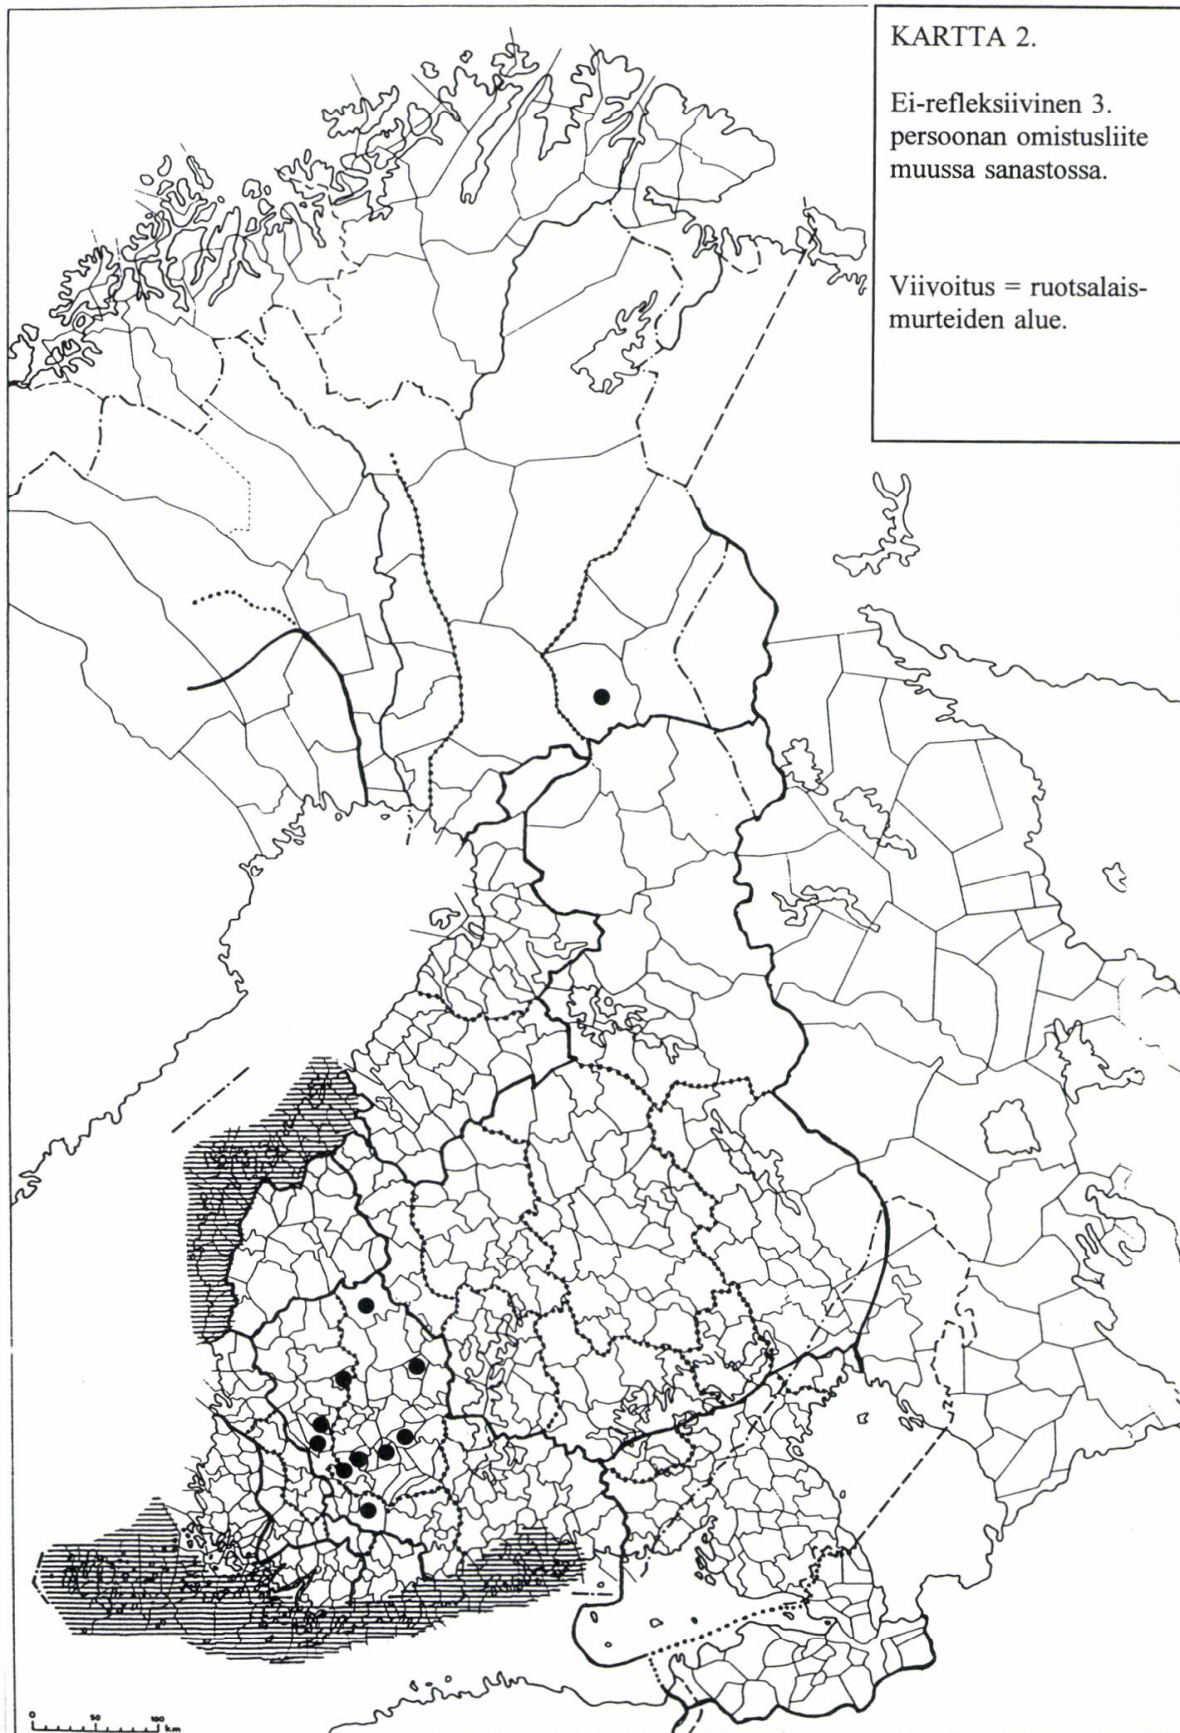 KARTTA 2.
Ei-refleksiivinen 3.
persoonan omistusliite
muussa sanastossa.
Viivoitus = ruotsalais-
murteiden alue.
0 50 100
km